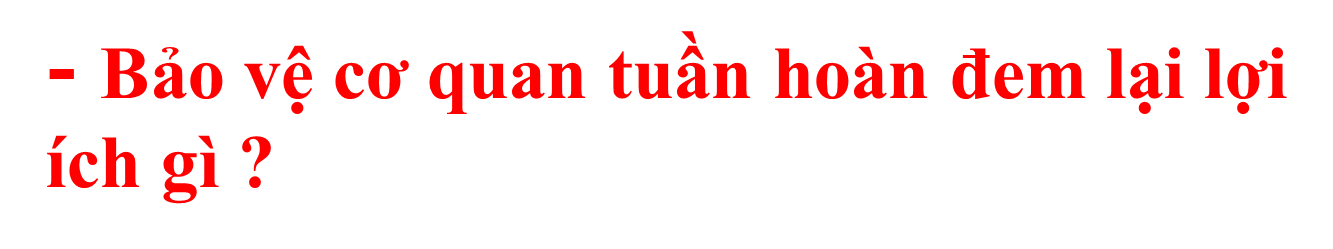 - Bảo vệ cơ quan tuần hoàn đem lại lợi
ích gì ?